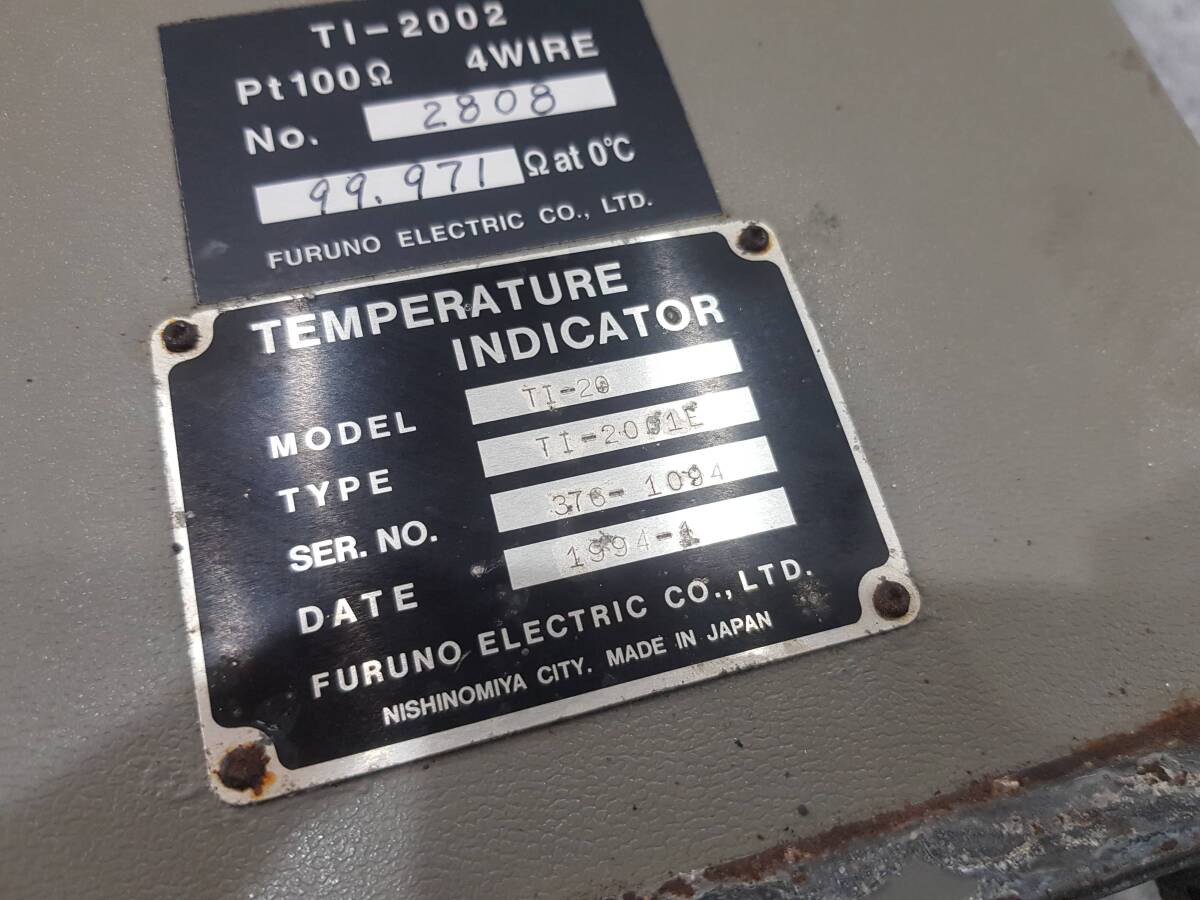 TI-2002
Pt100Ω 4WIRE
No. 2808
99.971 Ω at 0℃
FURUNO ELECTRIC CO., LTD.
TEMPERATURE
INDICATOR
MODEL TI-20
TYPE TI-2001E
SER. NO. 376-1094
DATE 1994-1
FURUNO ELECTRIC CO., LTD.
NISHINOMIYA CITY. MADE IN JAPAN